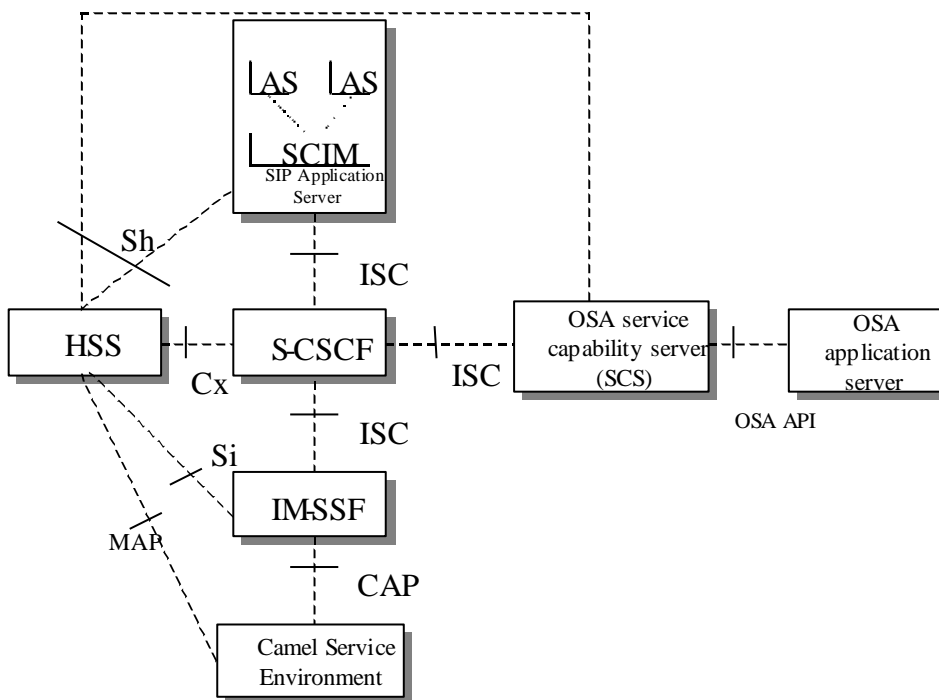 AS AS
SCIM
SIP Application
Server
Sh
ISC
HSS
S-CSCF
OSA service
capability server
(SCS)
OSA
application
server
Cx
ISC
OSA API
ISC
Si
IM-SSF
MAP
CAP
Camel Service
Environment